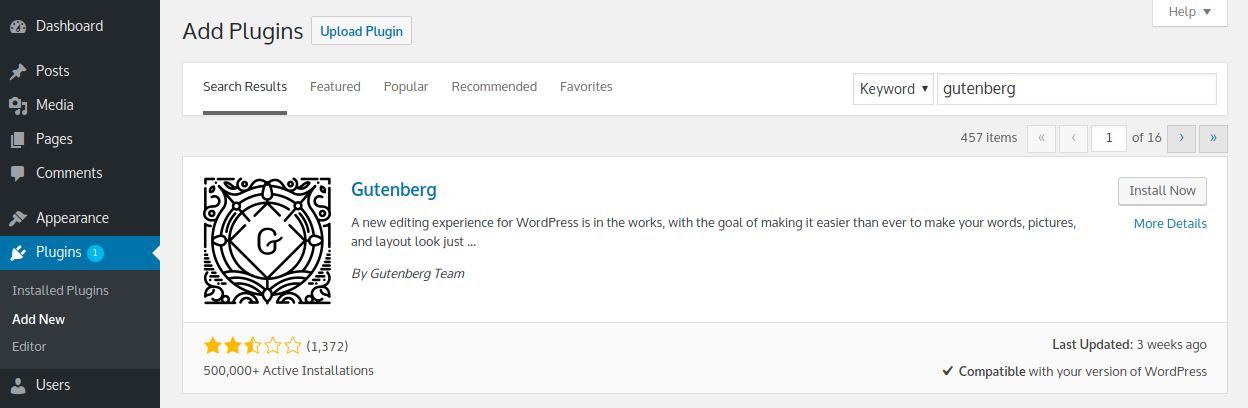 Dashboard
Posts
Media
Pages
Comments
Appearance
Plugins 1
Installed Plugins
Add New
Editor
Users
Help ▼
Add Plugins Upload Plugin
Search Results Featured Popular Recommended Favorites Keyword ▼ gutenberg
457 items « ‹ 1 of 16 › »
G
Gutenberg
Install Now
A new editing experience for WordPress is in the works, with the goal of making it easier than ever to make your words, pictures,
and layout look just ...
More Details
By Gutenberg Team
(1,372)
500,000+ Active Installations
Last Updated: 3 weeks ago
✔ Compatible with your version of WordPress